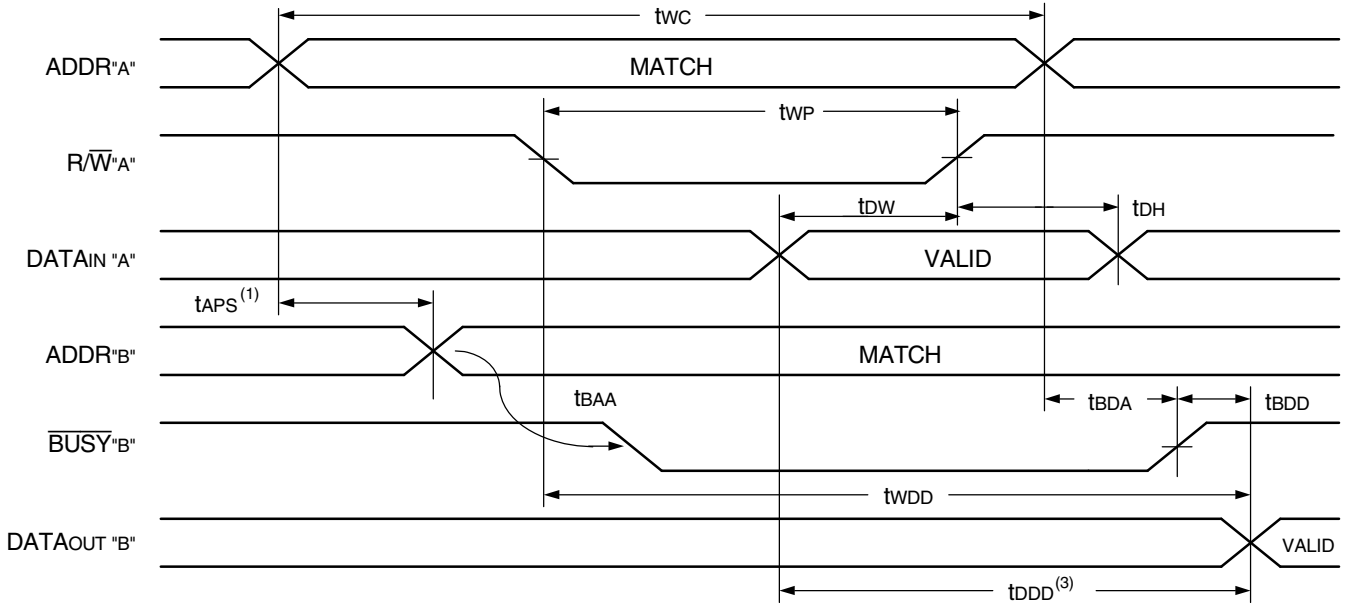 tWC
ADDR"A"
MATCH
tWP
R/W̅"A"
tDW
tDH
DATAIN "A"
VALID
tAPS(1)
ADDR"B"
MATCH
tBAA
tBDA
tBDD
B̅U̅S̅Y̅"B"
tWDD
DATAOUT "B"
VALID
tDDD(3)